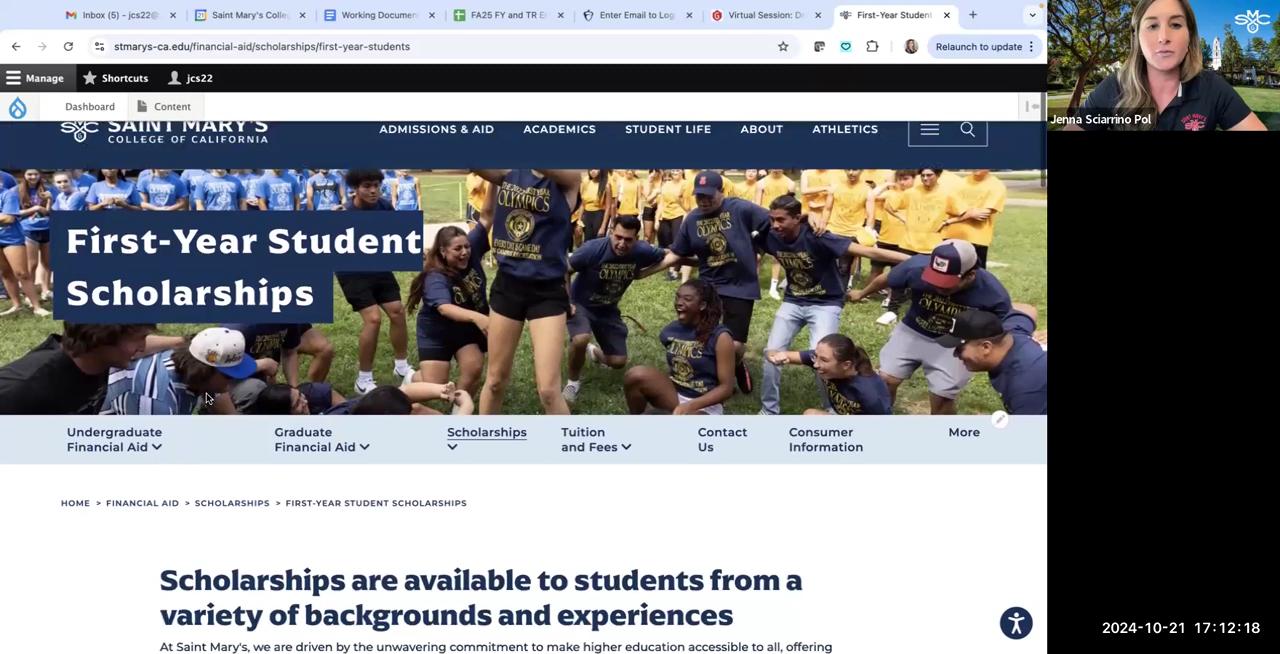 Inbox (5) - jcs22@
Saint Mary's Colle
Working Documen
FA25 FY and TR E
Enter Email to Log
Virtual Session: D
First-Year Student
stmarys-ca.edu/financial-aid/scholarships/first-year-students
Relaunch to update
Manage
Shortcuts
jcs22
Dashboard
Content
SAINT MARY'S
COLLEGE OF CALIFORNIA
ADMISSIONS & AID
ACADEMICS
STUDENT LIFE
ABOUT
ATHLETICS
First-Year Student
Scholarships
OLYMPICS
Undergraduate
Financial Aid
Graduate
Financial Aid
Scholarships
Tuition
and Fees
Contact
Us
Consumer
Information
More
HOME > FINANCIAL AID > SCHOLARSHIPS > FIRST-YEAR STUDENT SCHOLARSHIPS
Scholarships are available to students from a
variety of backgrounds and experiences
At Saint Mary's, we are driven by the unwavering commitment to make higher education accessible to all, offering
SMC
Jenna Sciarrino Pol
2024-10-21 17:12:18